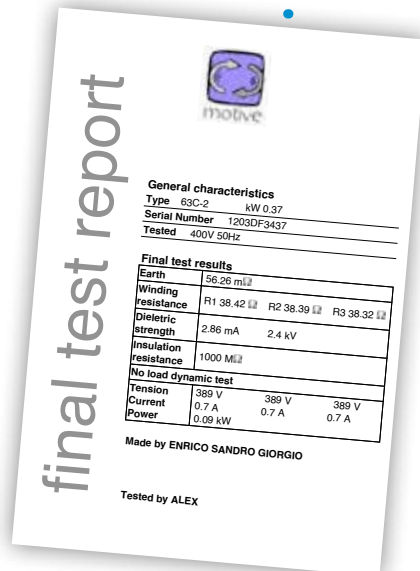 motive
final test report
General characteristics
Type 63C-2 kW 0.37
Serial Number 1203DF3437
Tested 400V 50Hz
Final test results
Earth 56.26 mΩ
Winding resistance R1 38.42 Ω R2 38.39 Ω R3 38.32 Ω
Dieletric strength 2.86 mA 2.4 kV
Insulation resistance 1000 MΩ
No load dynamic test
Tension 389 V 389 V 389 V
Current 0.7 A 0.7 A 0.7 A
Power 0.09 kW
Made by ENRICO SANDRO GIORGIO
Tested by ALEX